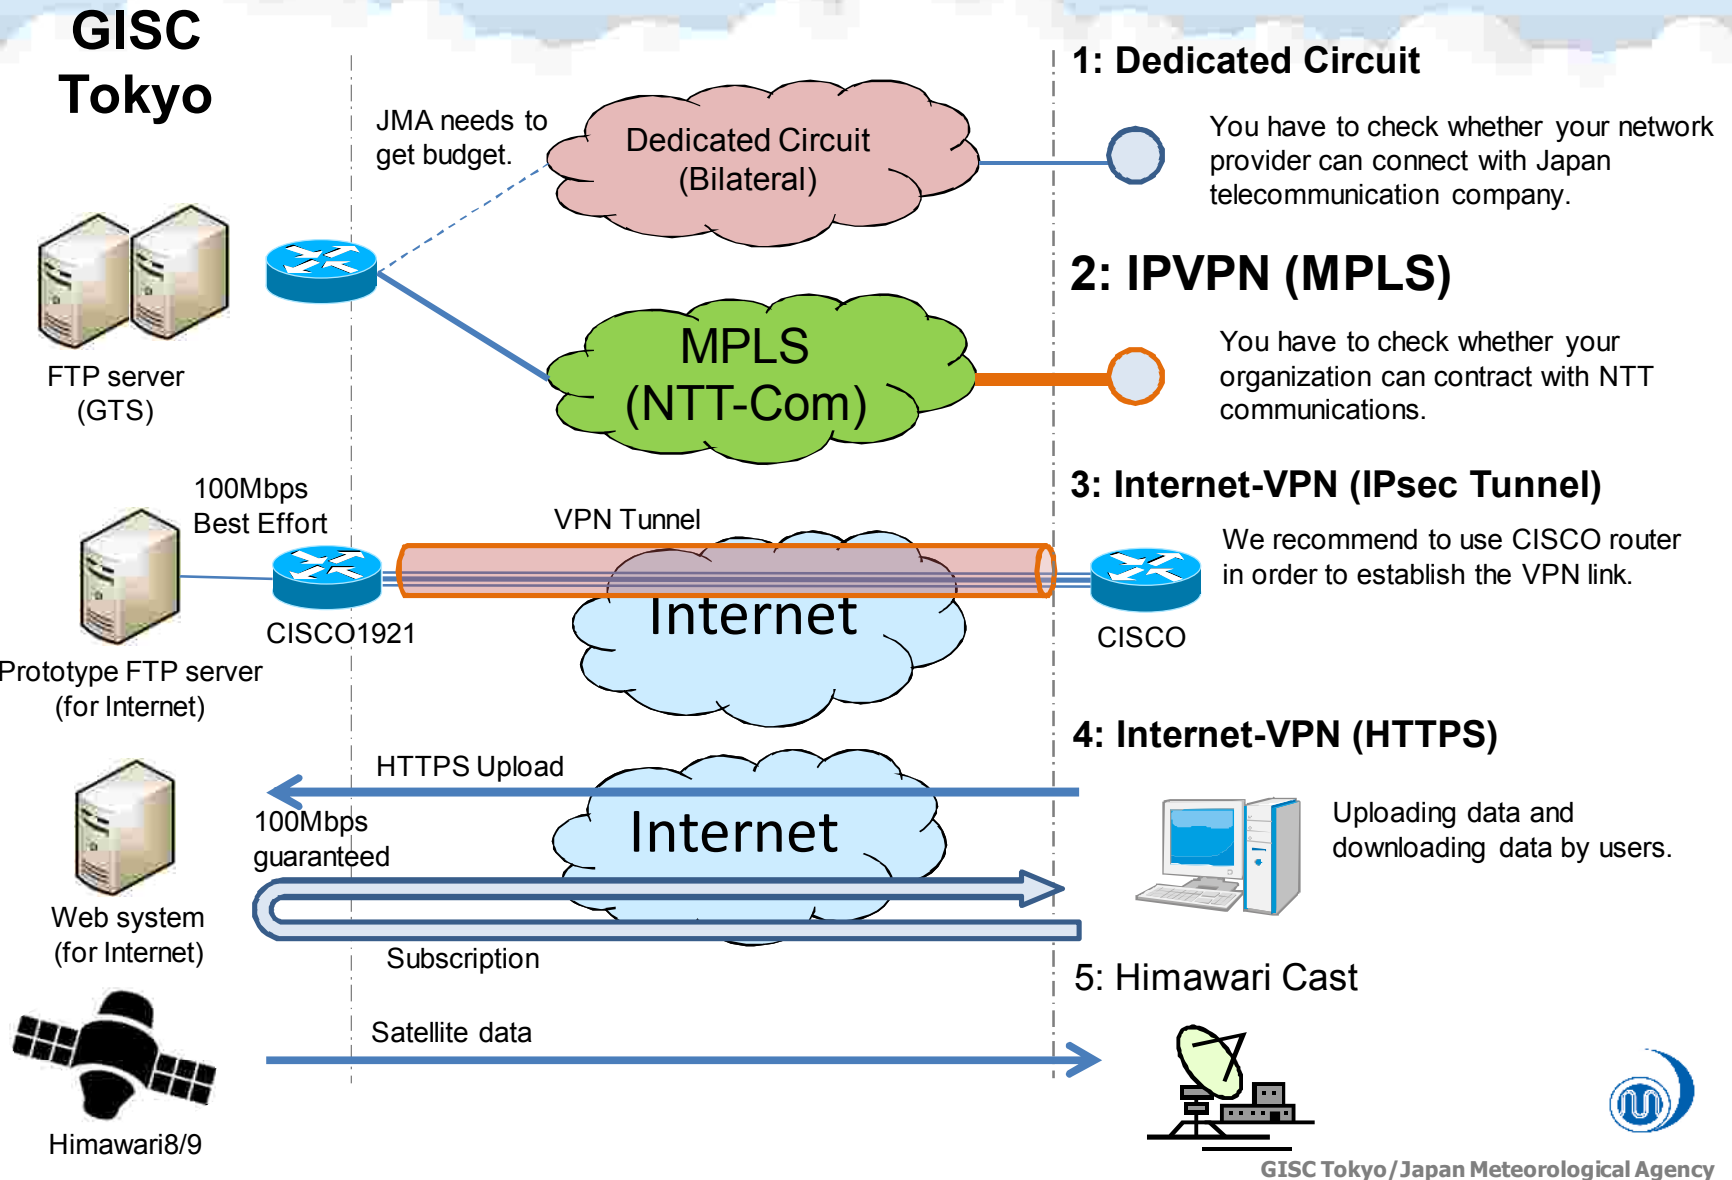 GISC
Tokyo
1: Dedicated Circuit
JMA needs to
get budget.
Dedicated Circuit
(Bilateral)
You have to check whether your network
provider can connect with Japan
telecommunication company.
2: IPVPN (MPLS)
MPLS
(NTT-Com)
You have to check whether your
organization can contract with NTT
communications.
FTP server
(GTS)
3: Internet-VPN (IPsec Tunnel)
100Mbps
Best Effort
VPN Tunnel
Internet
We recommend to use CISCO router
in order to establish the VPN link.
CISCO1921
CISCO
Prototype FTP server
(for Internet)
4: Internet-VPN (HTTPS)
HTTPS Upload
100Mbps
guaranteed
Internet
Uploading data and
downloading data by users.
Web system
(for Internet)
Subscription
5: Himawari Cast
Satellite data
Himawari8/9
GISC Tokyo/Japan Meteorological Agency